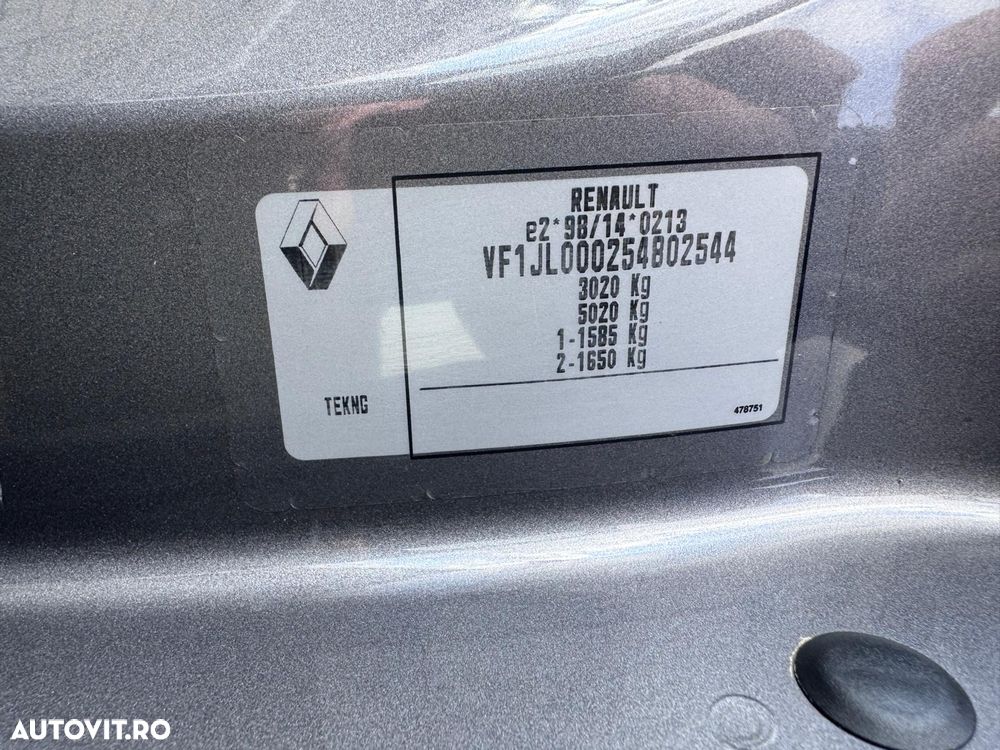 RENAULT
e2*98/14*0213
VF1JL000254802544
3020 Kg
5020 Kg
1-1585 Kg
2-1650 Kg
TEKNG
478751
AUTOVIT.RO